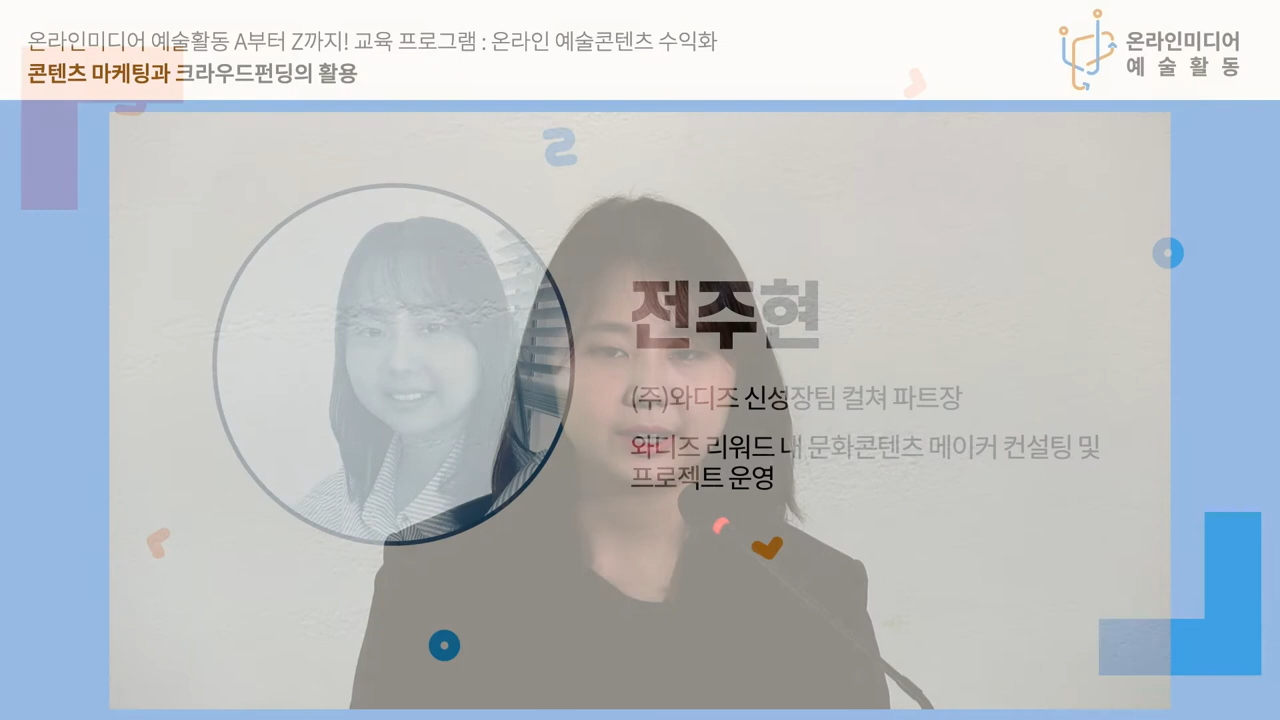 온라인미디어 예술활동 A부터 Z까지! 교육 프로그램 : 온라인 예술콘텐츠 수익화
콘텐츠 마케팅과 크라우드펀딩의 활용
온라인미디어
예술활동
전주현
(주)와디즈 신성장팀 컬쳐 파트장
와디즈 리워드 내 문화콘텐츠 메이커 컨설팅 및
프로젝트 운영